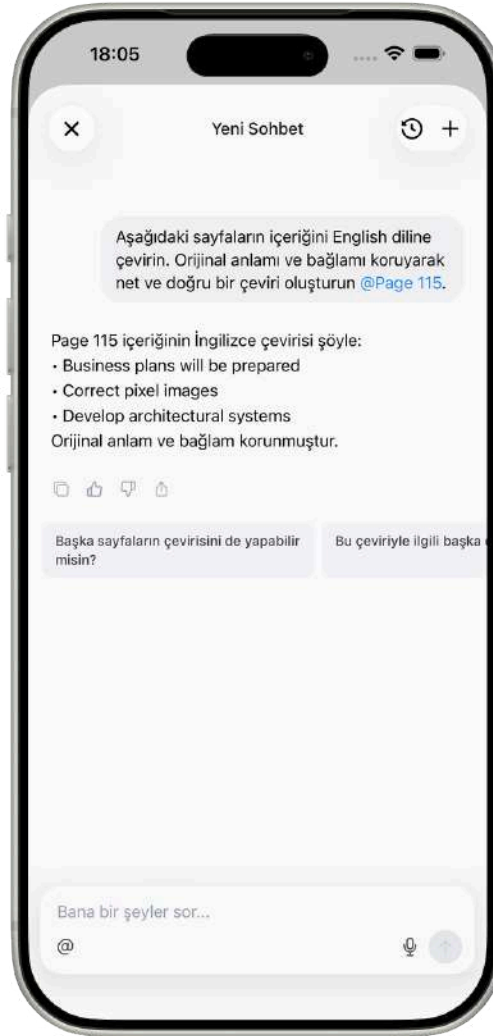 18:05
Yeni Sohbet
Aşağıdaki sayfaların içeriğini English diline
çevirin. Orijinal anlamı ve bağlamı koruyarak
net ve doğru bir çeviri oluşturun @Page 115.
Page 115 içeriğinin İngilizce çevirisi şöyle:
• Business plans will be prepared
• Correct pixel images
• Develop architectural systems
Orijinal anlam ve bağlam korunmuştur.
Başka sayfaların çevirisini de yapabilir
misin?
Bu çeviriyle ilgili başka
Bana bir şeyler sor...
@